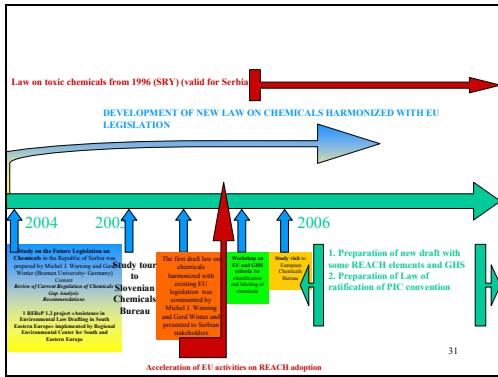 Law on toxic chemicals from 1996 (SRY) (valid for Serbia
DEVELOPMENT OF NEW LAW ON CHEMICALS HARMONIZED WITH EU
LEGISLATION
2004
2005
2006
Study on the Future Legislation on
Chemicals in the Republic of Serbia was
prepared by Michael J. Warning and Gerd
Winter (Bremen University- Germany)
Content
Review of Current Regulation of Chemicals
Gap Analysis
Recommendations
1 REReP 1.3 project «Assistance in
Environmental Law Drafting in South
Eastern Europe» implemented by Regional
Environmental Center for South and
Eastern Europe
Study tour
to
Slovenian
Chemicals
Bureau
The first draft law on
chemicals
harmonized with
existing EU
legislation was
commented by
Michel J. Warning
and Gerd Winter and
presented to Serbian
stakeholders
Workshop on
EU and GHS
criteria for
classification
and labeling of
chemicals
Study visit to
European
Chemicals
Bureau
1. Preparation of new draft with
some REACH elements and GHS
2. Preparation of Law of
ratification of PIC convention
31
Acceleration of EU activities on REACH adoption